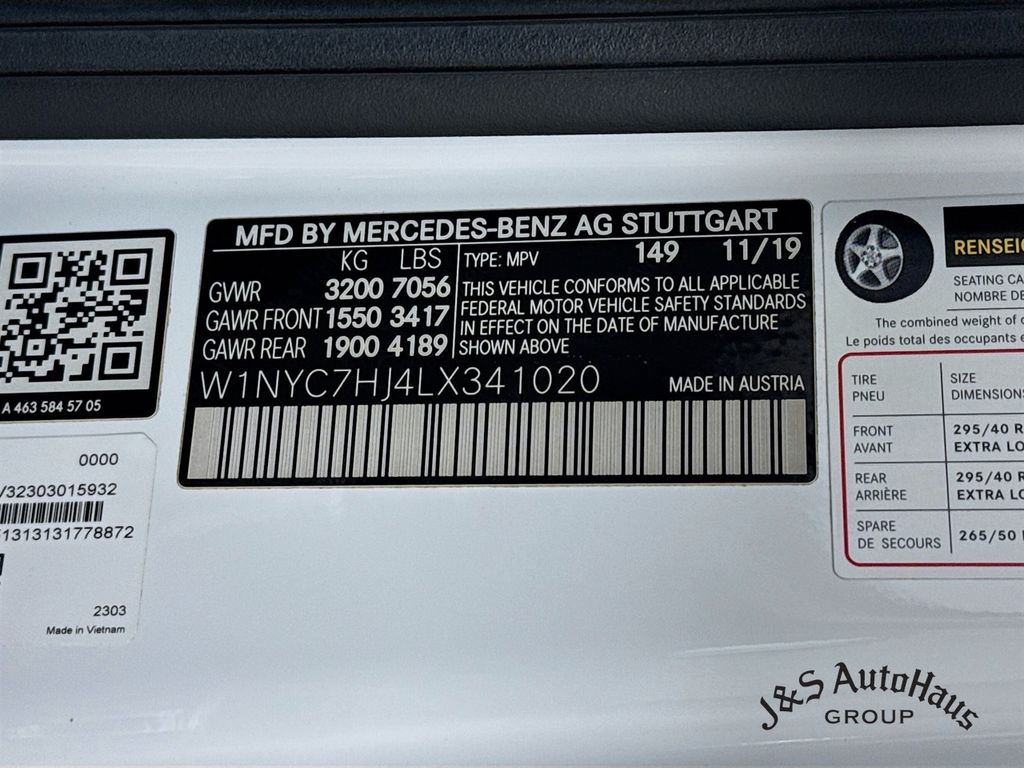 MFD BY MERCEDES-BENZ AG STUTTGART
KG LBS
GVWR 3200 7056
GAWR FRONT 1550 3417
GAWR REAR 1900 4189
TYPE: MPV 149 11/19
THIS VEHICLE CONFORMS TO ALL APPLICABLE
FEDERAL MOTOR VEHICLE SAFETY STANDARDS
IN EFFECT ON THE DATE OF MANUFACTURE
SHOWN ABOVE
W1NYC7HJ4LX341020 MADE IN AUSTRIA
A 463 584 57 05
0000
/32303015932
1313131778872
2303
Made in Vietnam
SEATING
NOMBRE DE
The combined weight of
Le poids total des occupants
TIRE
PNEU
SIZE
DIMENSIONS
FRONT
AVANT
295/40 R
EXTRA
REAR
ARRIÈRE
295/40 R
EXTRA
SPARE
DE SECOURS
265/50
J&S AutoHaus
GROUP